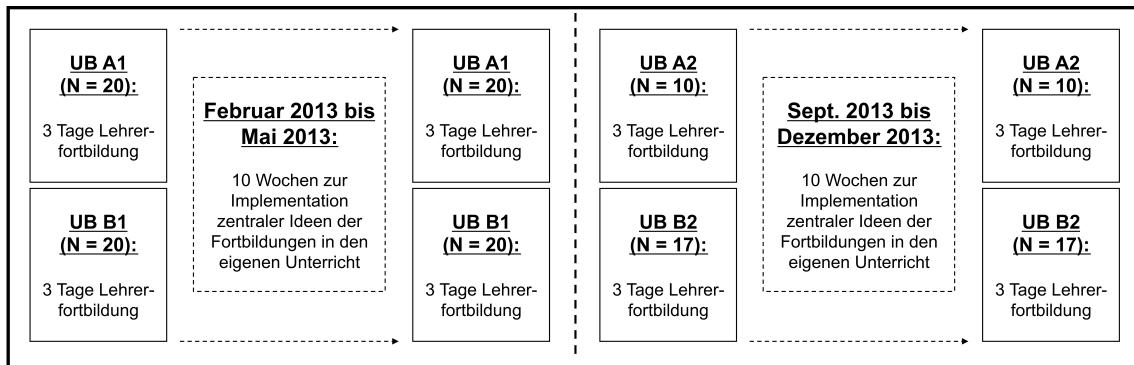 UB A1
(N = 20):
3 Tage Lehrer-
fortbildung
UB B1
(N = 20):
3 Tage Lehrer-
fortbildung
Februar 2013 bis
Mai 2013:
10 Wochen zur
Implementation
zentraler Ideen der
Fortbildungen in den
eigenen Unterricht
UB A1
(N = 20):
3 Tage Lehrer-
fortbildung
UB B1
(N = 20):
3 Tage Lehrer-
fortbildung
UB A2
(N = 10):
3 Tage Lehrer-
fortbildung
UB B2
(N = 17):
3 Tage Lehrer-
fortbildung
Sept. 2013 bis
Dezember 2013:
10 Wochen zur
Implementation
zentraler Ideen der
Fortbildungen in den
eigenen Unterricht
UB A2
(N = 10):
3 Tage Lehrer-
fortbildung
UB B2
(N = 17):
3 Tage Lehrer-
fortbildung